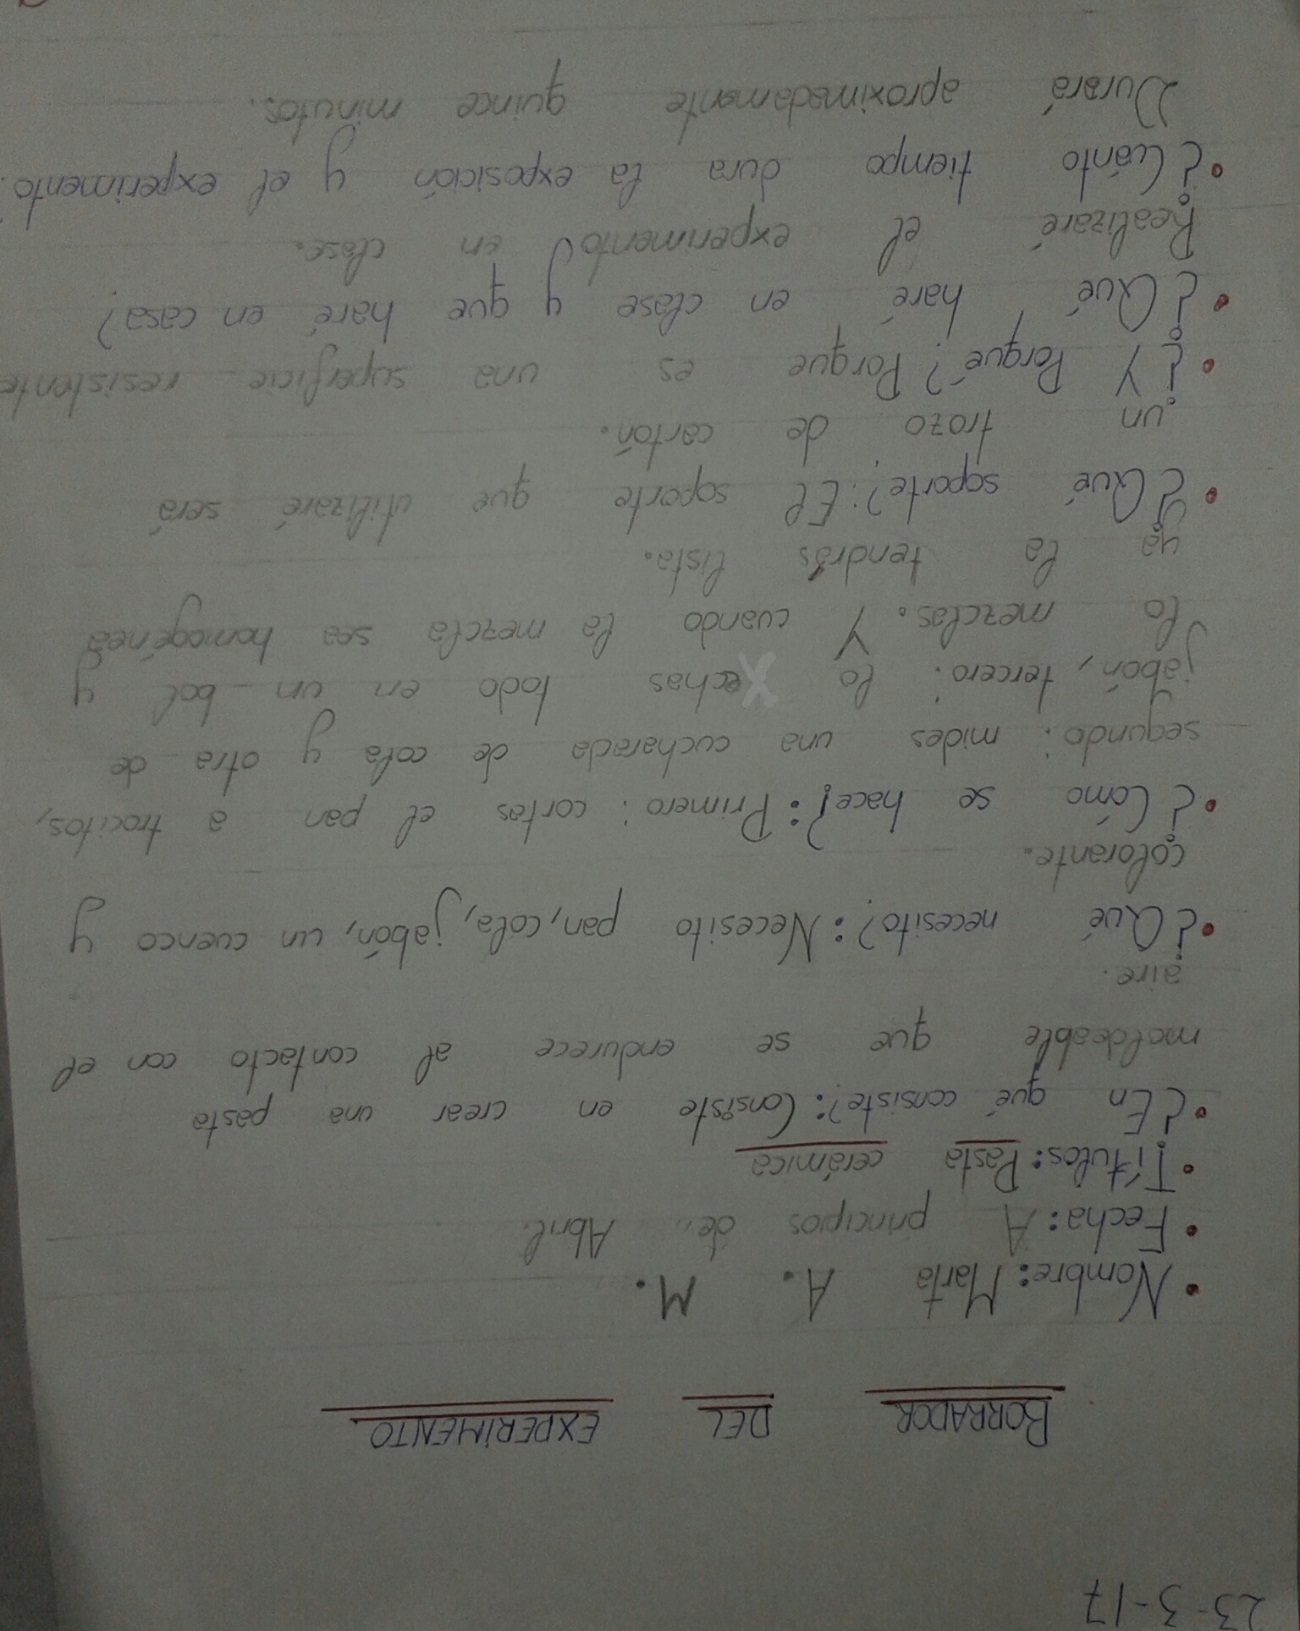 23-3-17
BORRADOR DEL EXPERIMENTO
• Nombre: Marta A. M.
• Fecha: A principios de Abril.
• Títulos: Pasta cerámica
• ¿En qué consiste?: Consiste en crear una pasta
moldeable que se endurece al contacto con el
aire.
• ¿Qué necesito?: Necesito pan, cola, jabón, un cuenco y
colorante.
• ¿Cómo se hace?: Primero: cortas el pan a trocitos,
segundo: mides una cucharada de cola y otra de
jabón, tercero: lo echas todo en un bol y
lo mezclas. Y cuando la mezcla sea homogénea
ya la tendrás lista.
• ¿Qué soporte?: El soporte que utilizaré será
un trozo de cartón.
• ¿Y Porqué? Porque es una superficie resistente
• ¿Qué haré en clase y que haré en casa?
Realizaré el experimento en clase.
• ¿Cuánto tiempo dura la exposición y el experimento?
Durará aproximadamente quince minutos.